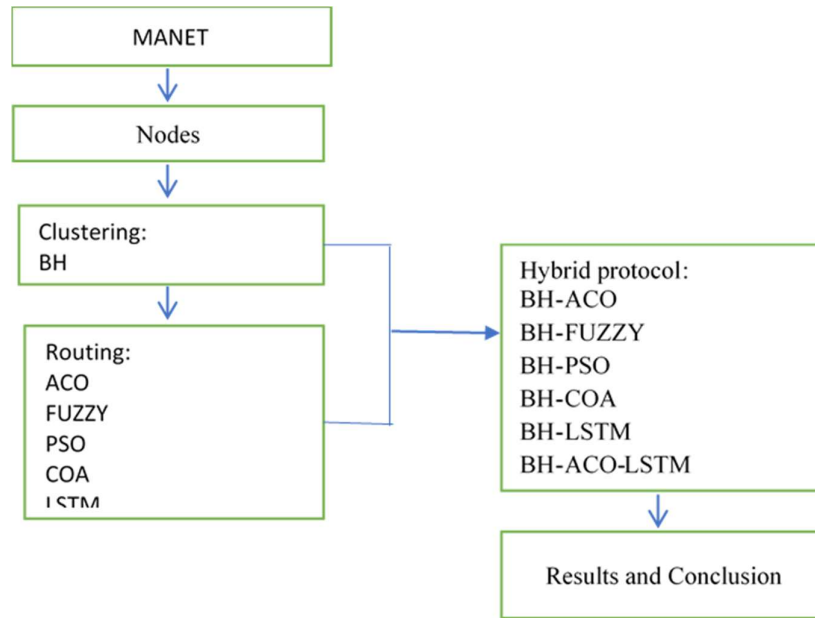 MANET
Nodes
Clustering:
BH
Routing:
ACO
FUZZY
PSO
COA
LSTM
Hybrid protocol:
BH-ACO
BH-FUZZY
BH-PSO
BH-COA
BH-LSTM
BH-ACO-LSTM
Results and Conclusion